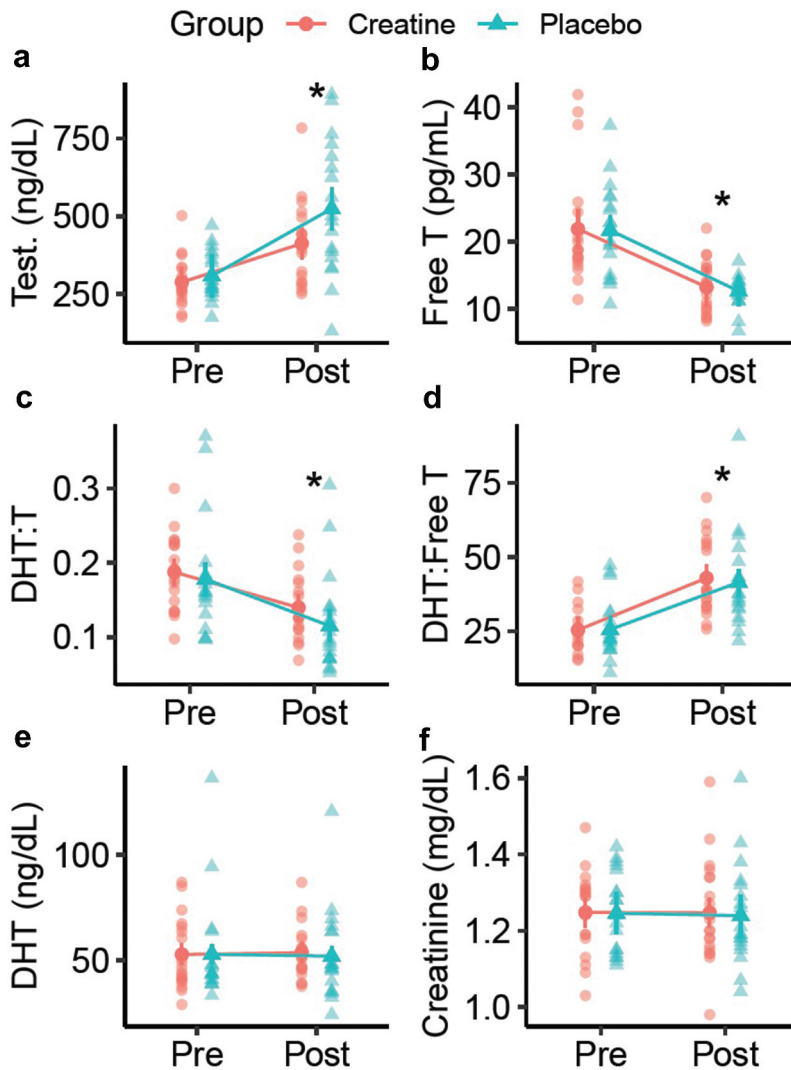 Group Creatine Placebo
a
*
Test. (ng/dL)
750
500
250
Pre Post
b
*
Free T (pg/mL)
40
30
20
10
Pre Post
c
*
DHT:T
0.3
0.2
0.1
Pre Post
d
*
DHT:Free T
75
50
25
Pre Post
e
DHT (ng/dL)
100
50
Pre Post
f
Creatinine (mg/dL)
1.6
1.4
1.2
1.0
Pre Post